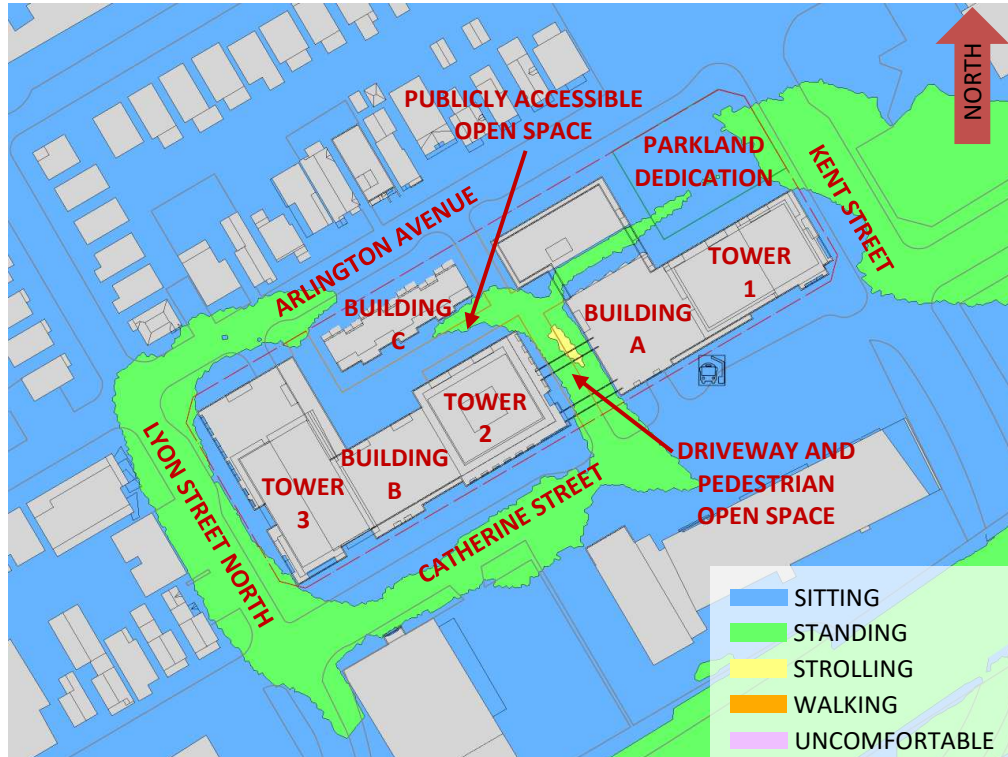 NORTH
PUBLICLY ACCESSIBLE
OPEN SPACE
PARKLAND
DEDICATION
KENT STREET
ARLINGTON AVENUE
TOWER
1
BUILDING
C
BUILDING
A
TOWER
2
LYON STREET NORTH
BUILDING
B
TOWER
3
CATHERINE STREET
DRIVEWAY AND
PEDESTRIAN
OPEN SPACE
SITTING
STANDING
STROLLING
WALKING
UNCOMFORTABLE